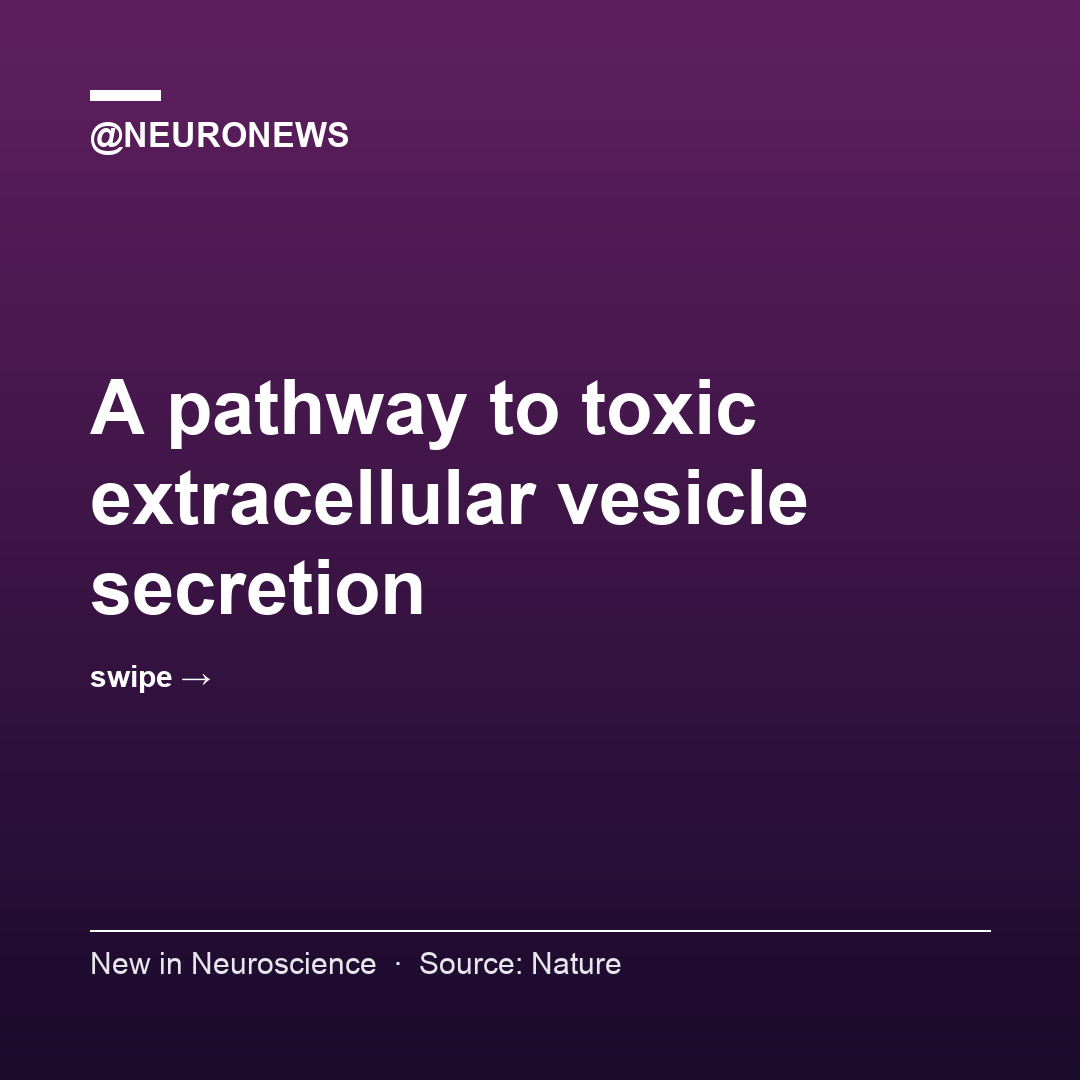 @NEURONEWS
A pathway to toxic
extracellular vesicle
secretion
swipe →
New in Neuroscience · Source: Nature